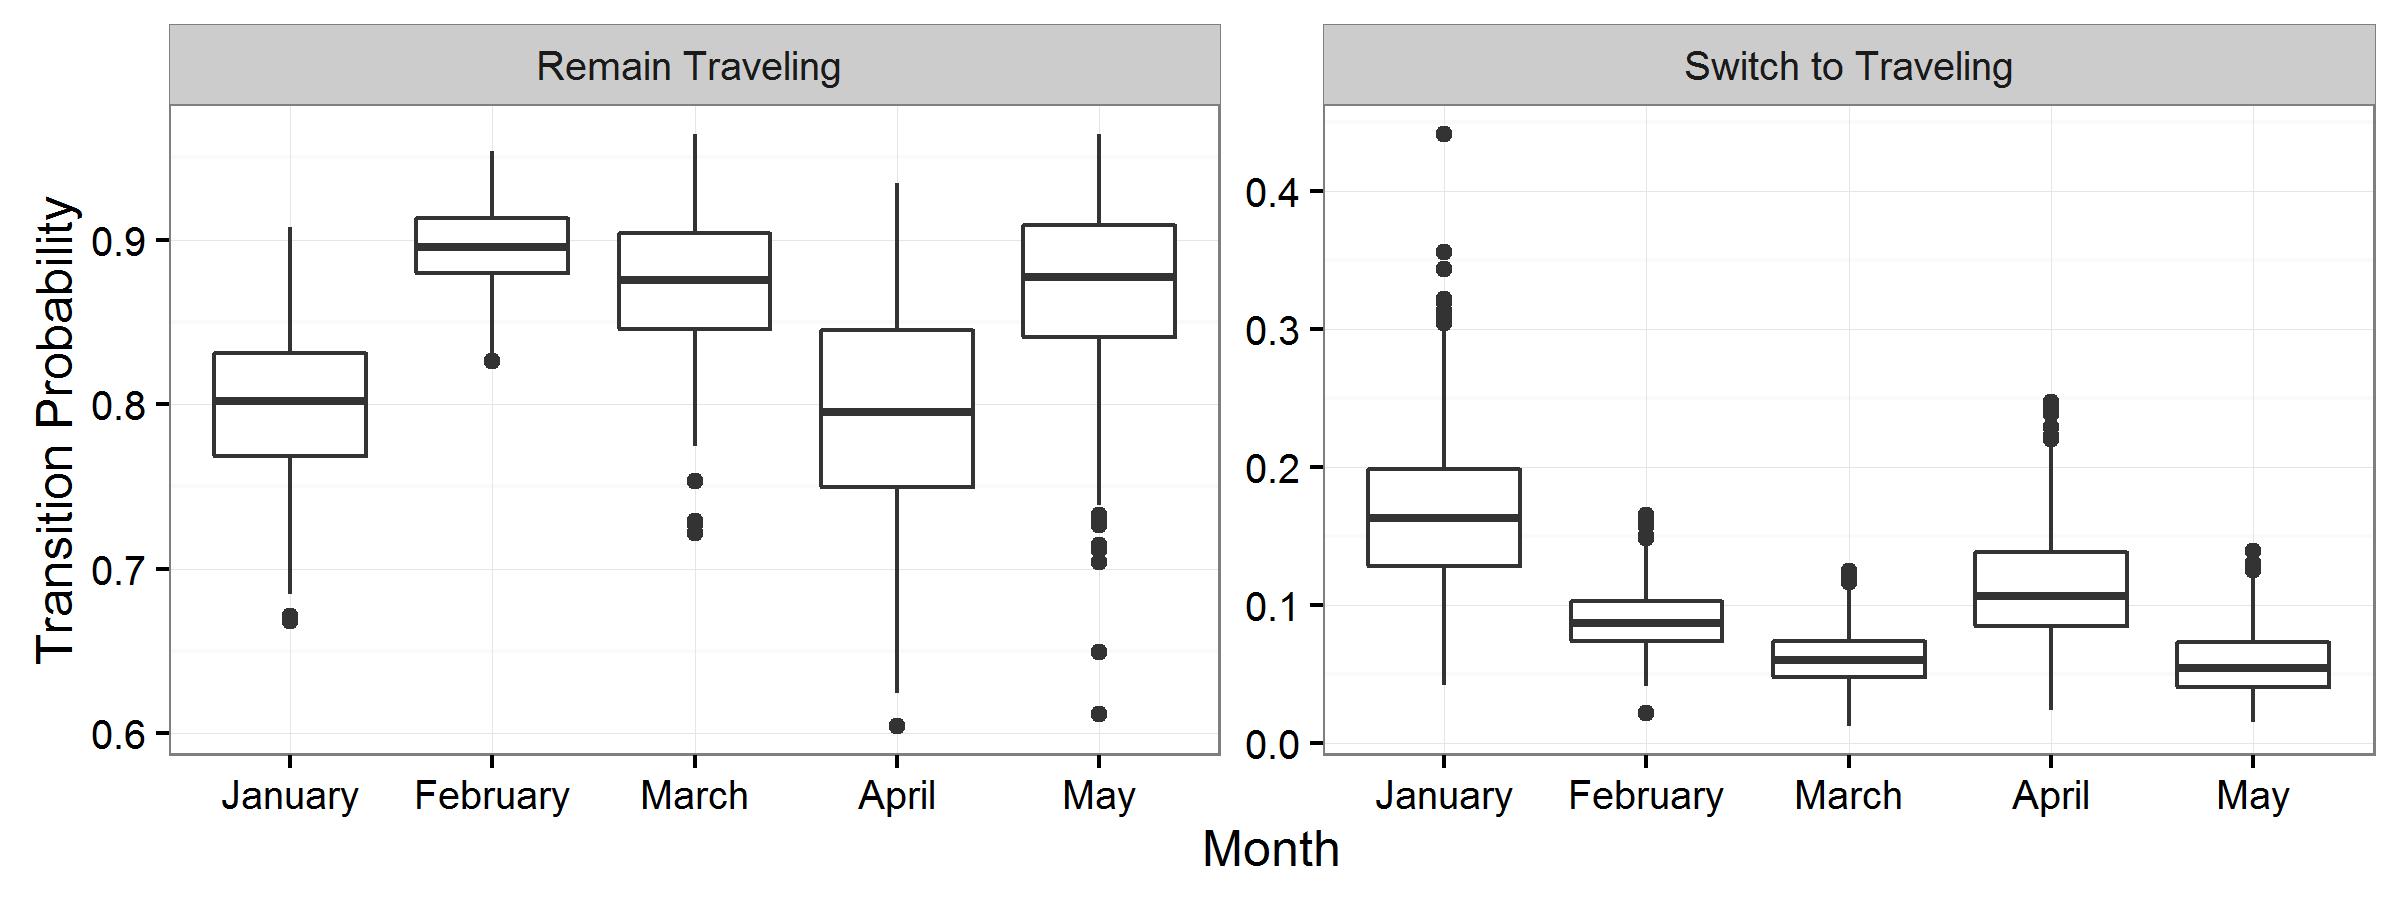 Remain Traveling
Switch to Traveling
Transition Probability
0.9
0.8
0.7
0.6
0.4
0.3
0.2
0.1
0.0
January February March April May
January February March April May
Month